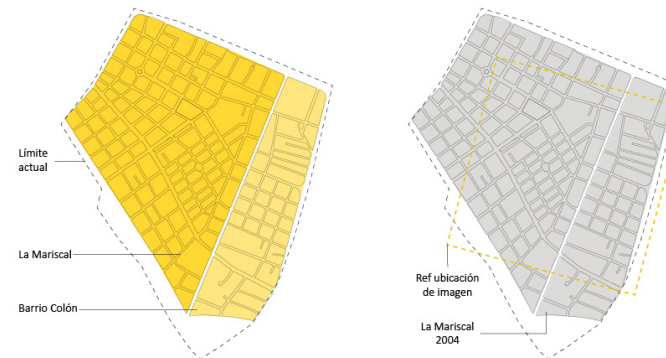 Límite
actual
La Mariscal
Barrio Colón
Ref ubicación
de imagen
La Mariscal
2004